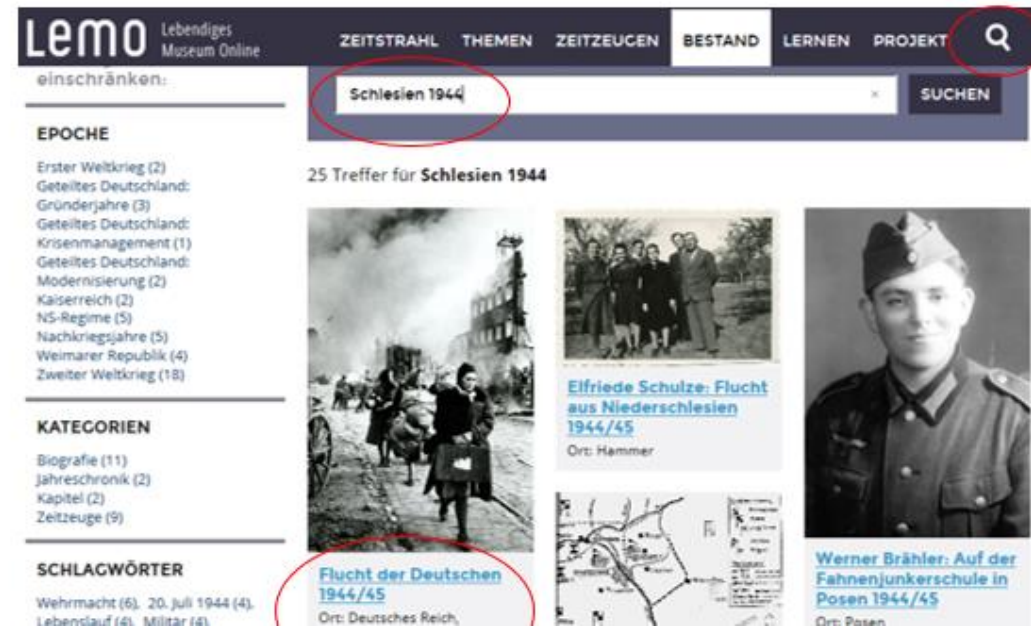 Lemo Lebendiges
Museum Online
ZEITSTRAHL THEMEN ZEITZEUGEN BESTAND LERNEN PROJEKT
einschränken:
Schlesien 1944 × SUCHEN
EPOCHE
Erster Weltkrieg (2)
Geteiltes Deutschland:
Gründerjahre (3)
Geteiltes Deutschland:
Krisenmanagement (1)
Geteiltes Deutschland:
Modernisierung (2)
Kaiserreich (2)
NS-Regime (5)
Nachkriegsjahre (5)
Weimarer Republik (4)
Zweiter Weltkrieg (18)
KATEGORIEN
Biografie (11)
Jahreschronik (2)
Kapitel (2)
Zeitzeuge (9)
SCHLAGWÖRTER
Wehrmacht (6), 20. Juli 1944 (4),
Lebenslauf (4), Militär (4),
25 Treffer für Schlesien 1944
Flucht der Deutschen
1944/45
Ort: Deutsches Reich,
Elfriede Schulze: Flucht
aus Niederschlesien
1944/45
Ort: Hammer
Werner Brähler: Auf der
Fahnenjunkerschule in
Posen 1944/45
Ort: Posen